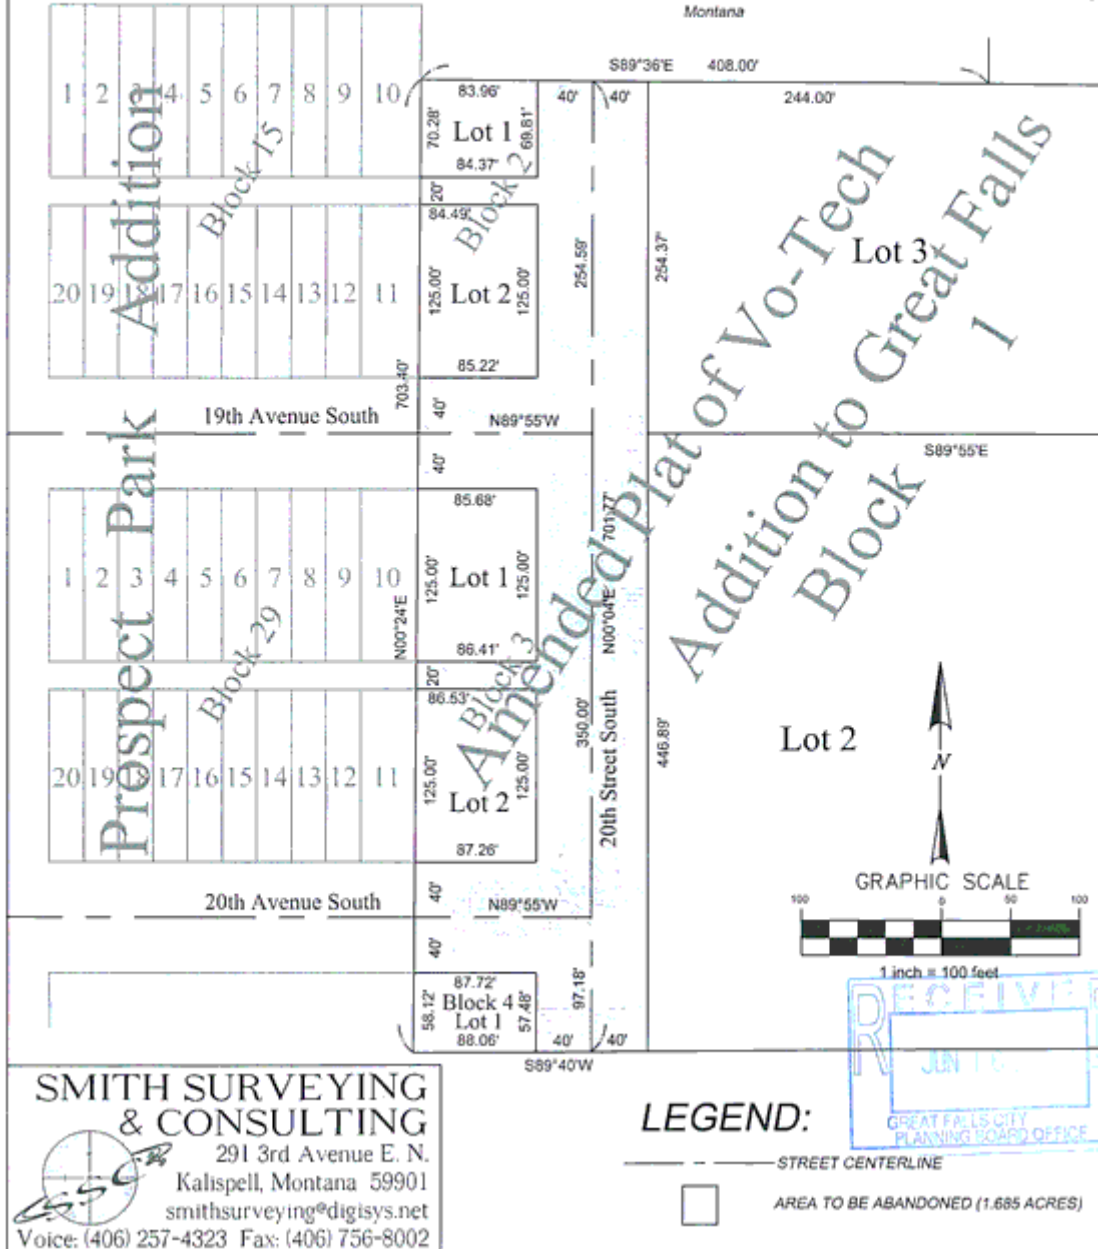 Montana
S89°36'E 408.00'
1 2 3 4 5 6 7 8 9 10
83.96'
40' 40'
244.00'
70.28' Lot 1 69.81'
84.37'
Block 15
Block 2
20'
84.49'
254.59'
254.37'
Lot 3
20 19 18 17 16 15 14 13 12 11
125.00' Lot 2 125.00'
85.22'
703.40'
40'
19th Avenue South
N89°55'W
S89°55'E
40'
85.68'
701.77'
1 2 3 4 5 6 7 8 9 10
125.00' Lot 1 125.00'
N00°24'E
N00°04'E
86.41'
Block 29
Block 3
20'
86.53'
350.00'
20th Street South
446.89'
Lot 2
20 19 18 17 16 15 14 13 12 11
125.00' Lot 2 125.00'
87.26'
40'
20th Avenue South
N89°55'W
40'
87.72'
58.12' Block 4 57.48'
Lot 1
88.06'
97.18'
40' 40'
S89°40'W
Prospect Park Addition
Amended Plat of Vo-Tech
Addition to Great Falls
Block 1
N
GRAPHIC SCALE
100 0 50 100
1 inch = 100 feet
RECEIVE
JUN 1
GREAT FALLS CITY
PLANNING BOARD OFFICE
SMITH SURVEYING
& CONSULTING
291 3rd Avenue E. N.
Kalispell, Montana 59901
smithsurveying@digisys.net
Voice: (406) 257-4323 Fax: (406) 756-8002
LEGEND:
STREET CENTERLINE
AREA TO BE ABANDONED (1.685 ACRES)